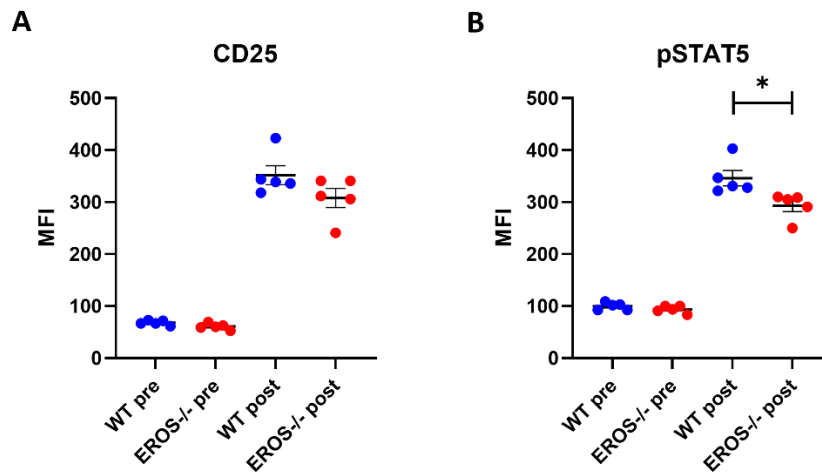 A
CD25
MFI
500
400
300
200
100
0
WT pre
EROS-/- pre
WT post
EROS-/- post
B
pSTAT5
*
MFI
500
400
300
200
100
0
WT pre
EROS-/- pre
WT post
EROS-/- post